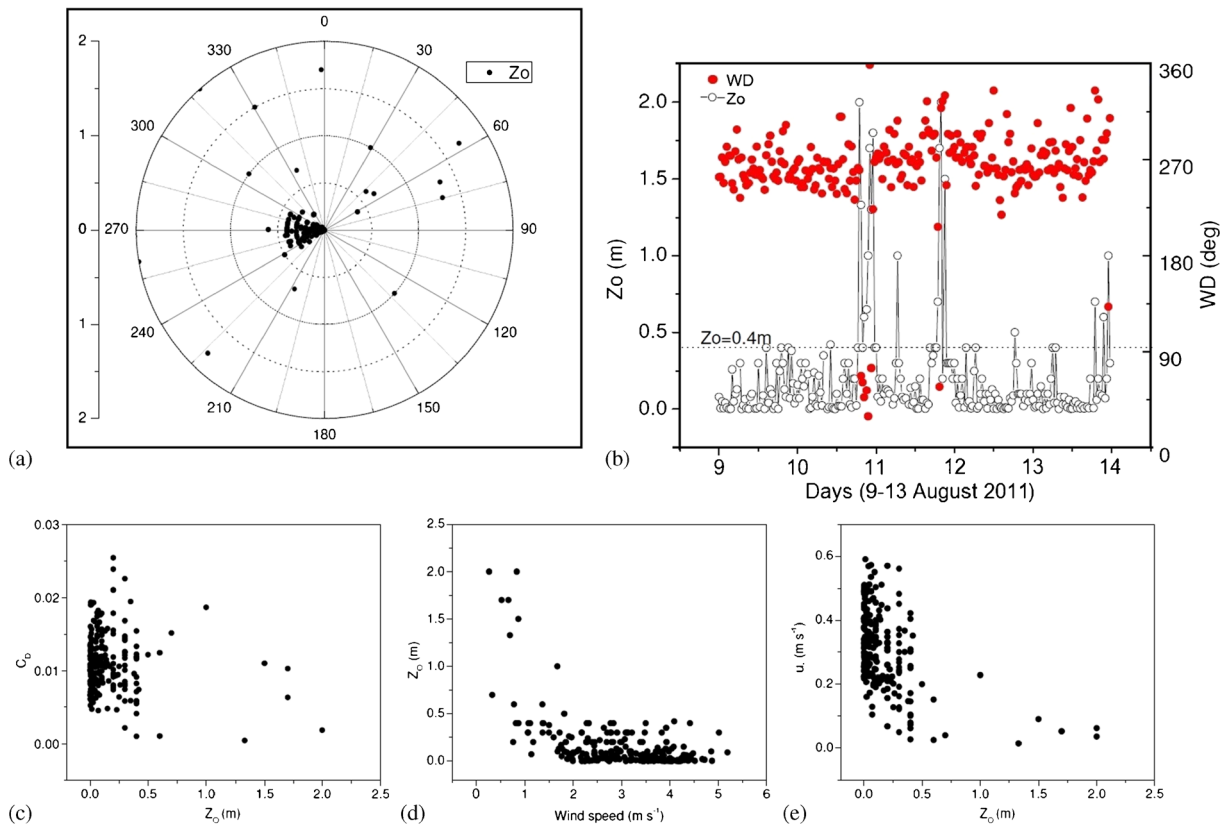 0
30
60
90
120
150
180
210
240
270
300
330
2
1
0
1
2
Zo
(a)
WD
Zo
Zo=0.4m
2.0
1.5
1.0
0.5
0.0
Zo (m)
360
270
180
90
0
WD (deg)
9 10 11 12 13 14
Days (9-13 August 2011)
(b)
0.03
0.02
0.01
0.00
C_D
0.0 0.5 1.0 1.5 2.0 2.5
Z_O (m)
(c)
2.5
2.0
1.5
1.0
0.5
0.0
Z_O (m)
0 1 2 3 4 5 6
Wind speed (m s⁻¹)
(d)
0.6
0.4
0.2
0.0
u* (m s⁻¹)
0.0 0.5 1.0 1.5 2.0 2.5
Z_O (m)
(e)